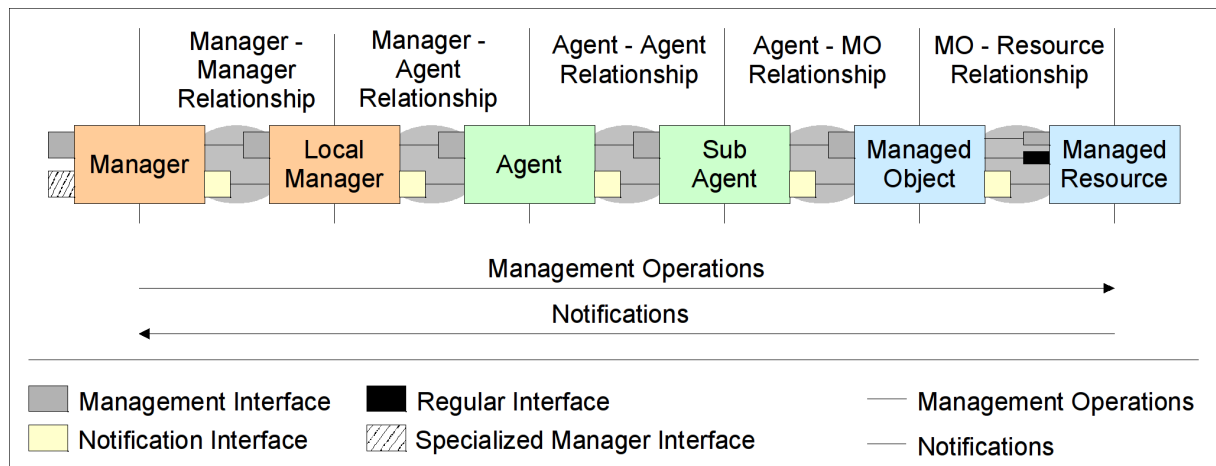 Manager -
Manager
Relationship
Manager -
Agent
Relationship
Agent - Agent
Relationship
Agent - MO
Relationship
MO - Resource
Relationship
Manager
Local
Manager
Agent
Sub
Agent
Managed
Object
Managed
Resource
Management Operations
Notifications
Management Interface
Notification Interface
Regular Interface
Specialized Manager Interface
Management Operations
Notifications